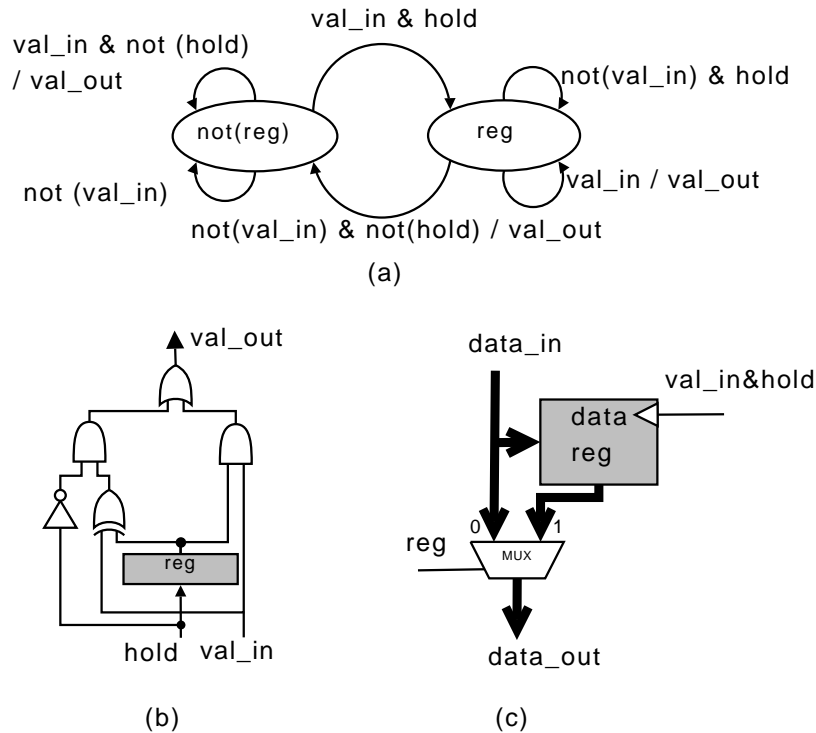 val_in & hold
val_in & not (hold)
/ val_out
not(val_in) & hold
not(reg)
reg
not (val_in)
val_in / val_out
not(val_in) & not(hold) / val_out
(a)
val_out
reg
hold
val_in
(b)
data_in
val_in&hold
data
reg
0
1
reg
MUX
data_out
(c)